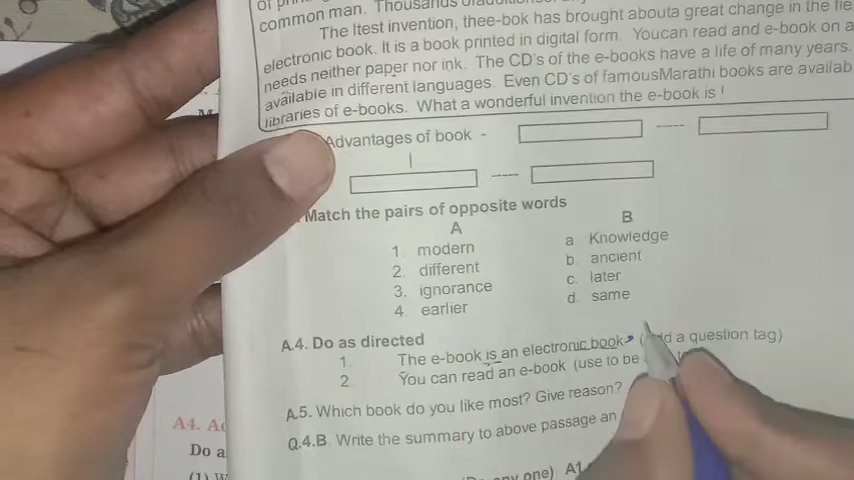 common man. Thousands of
The ltest invention, thee-bok has brought abouta great change in the fie
electronic book. It is a book printed in digital form. Youcan read and e-book on a
needs neither paper nor ink. The CD's of the e-books have a life of many years.
available in different languages. Even CD's of famousMarathi books are availab
libraries of e-books. What a wonderful invention the e-book is !
Advantages of book -
Match the pairs of opposite words
A B
1. modern a. Knowledge
2. different b. ancient
3. ignorance c. later
4. earlier d. same
A.4. Do as directed
1. The e-book is an electronic book. a question tag)
2. You can read an e-book (use to be
A.5. Which book do you like most? Give reason?
Q.4.B. Write the summary to above passage an
any one) A1
A4. A
Do a
(1) W